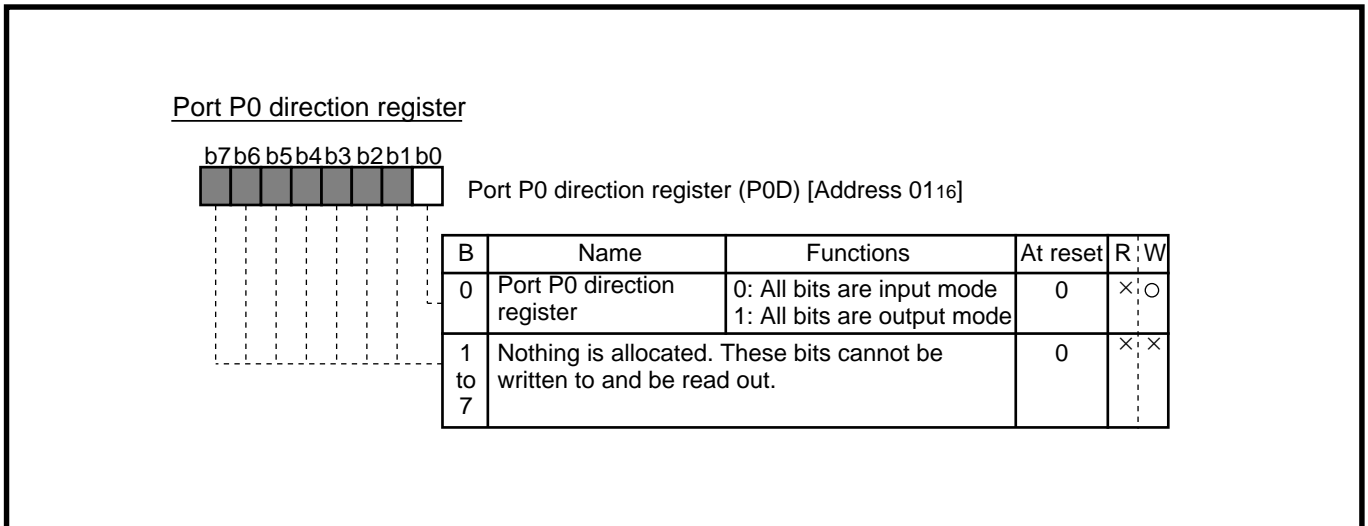 Port P0 direction register
b7 b6 b5 b4 b3 b2 b1 b0
Port P0 direction register (P0D) [Address 0116]
B Name Functions At reset R W
0 Port P0 direction register 0: All bits are input mode 0 × ○
1: All bits are output mode
1 to 7 Nothing is allocated. These bits cannot be 0 × ×
written to and be read out.